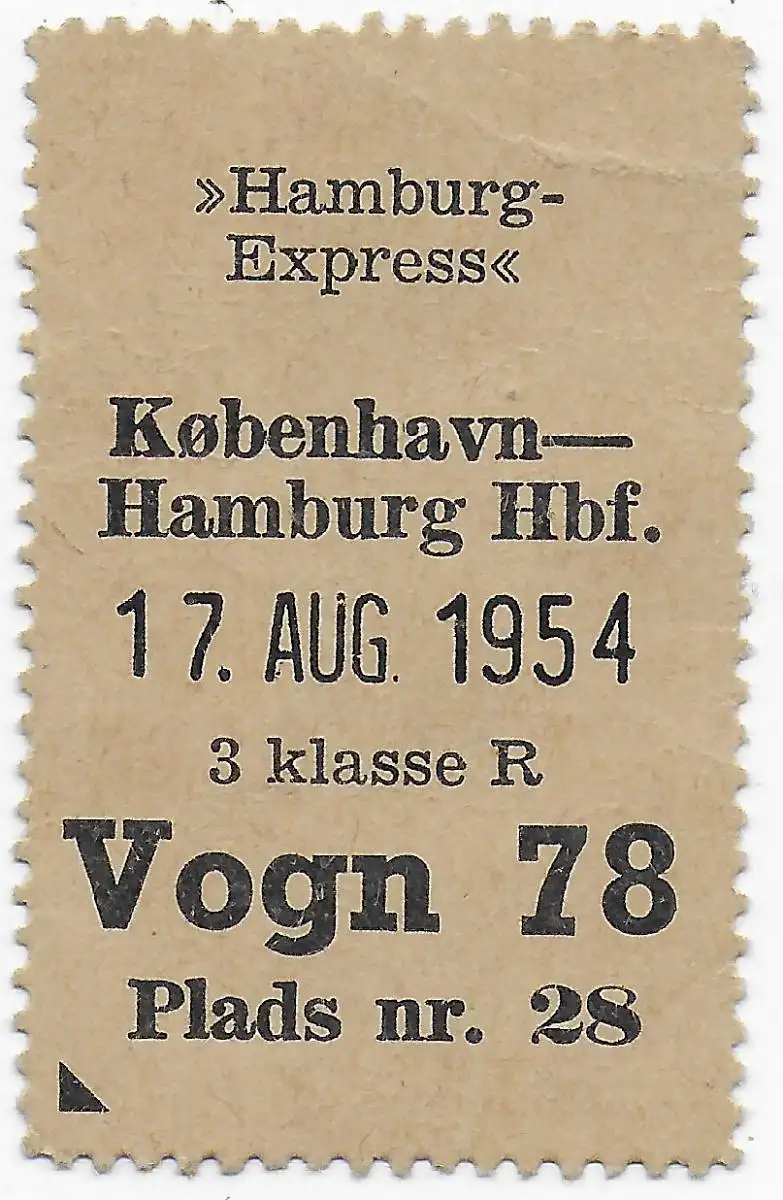 »Hamburg-
Express«
København—
Hamburg Hbf.
17. AUG. 1954
3 klasse R
Vogn 78
Plads nr. 28